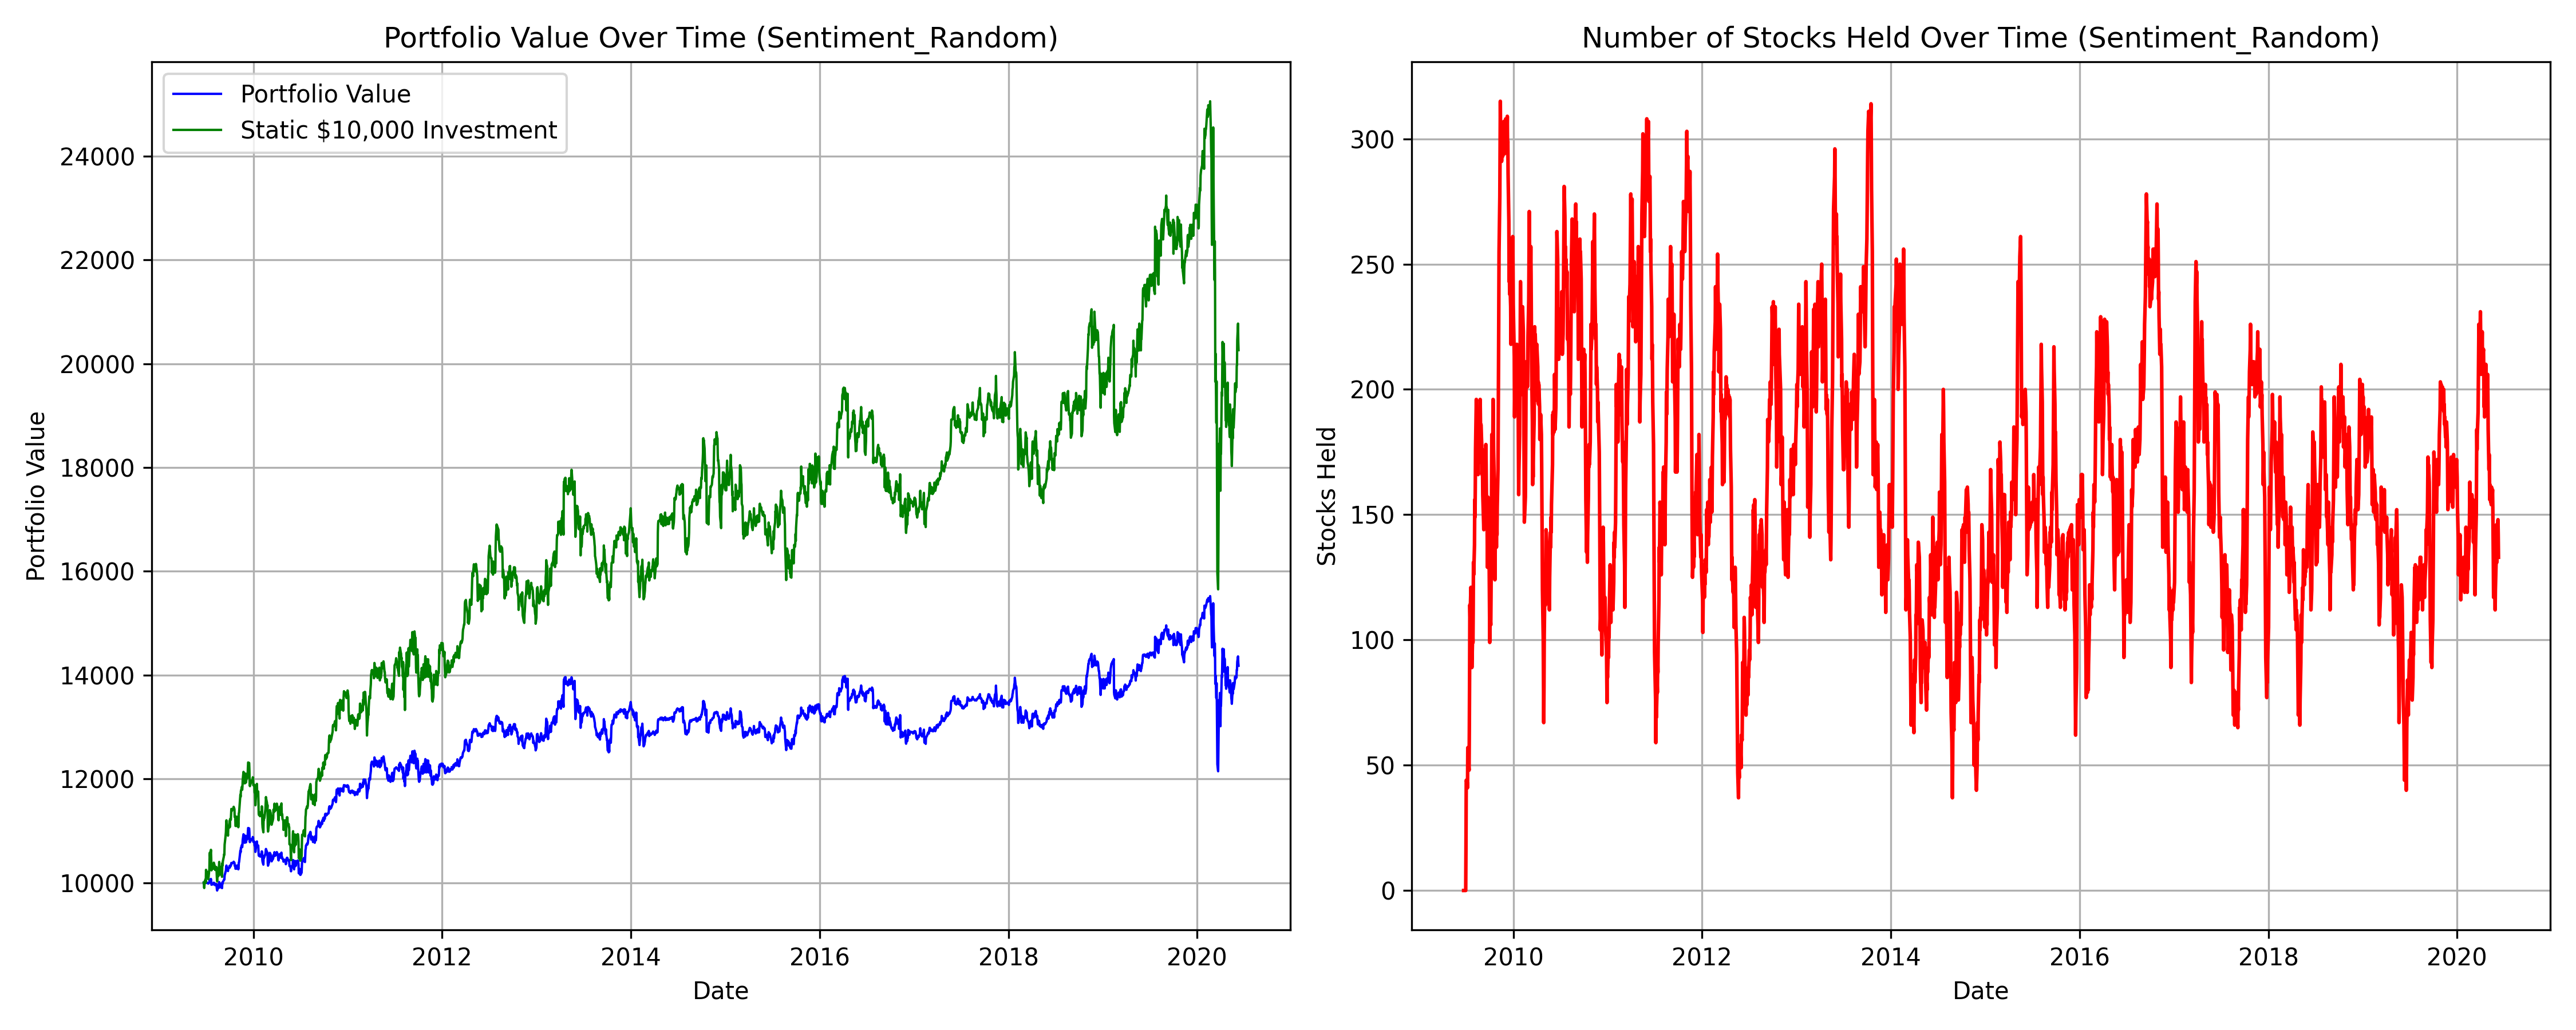 Portfolio Value Over Time (Sentiment_Random)
Portfolio Value
Static $10,000 Investment
24000
22000
20000
18000
16000
14000
12000
10000
Portfolio Value
2010 2012 2014 2016 2018 2020
Date
Number of Stocks Held Over Time (Sentiment_Random)
300
250
200
150
100
50
0
Stocks Held
2010 2012 2014 2016 2018 2020
Date